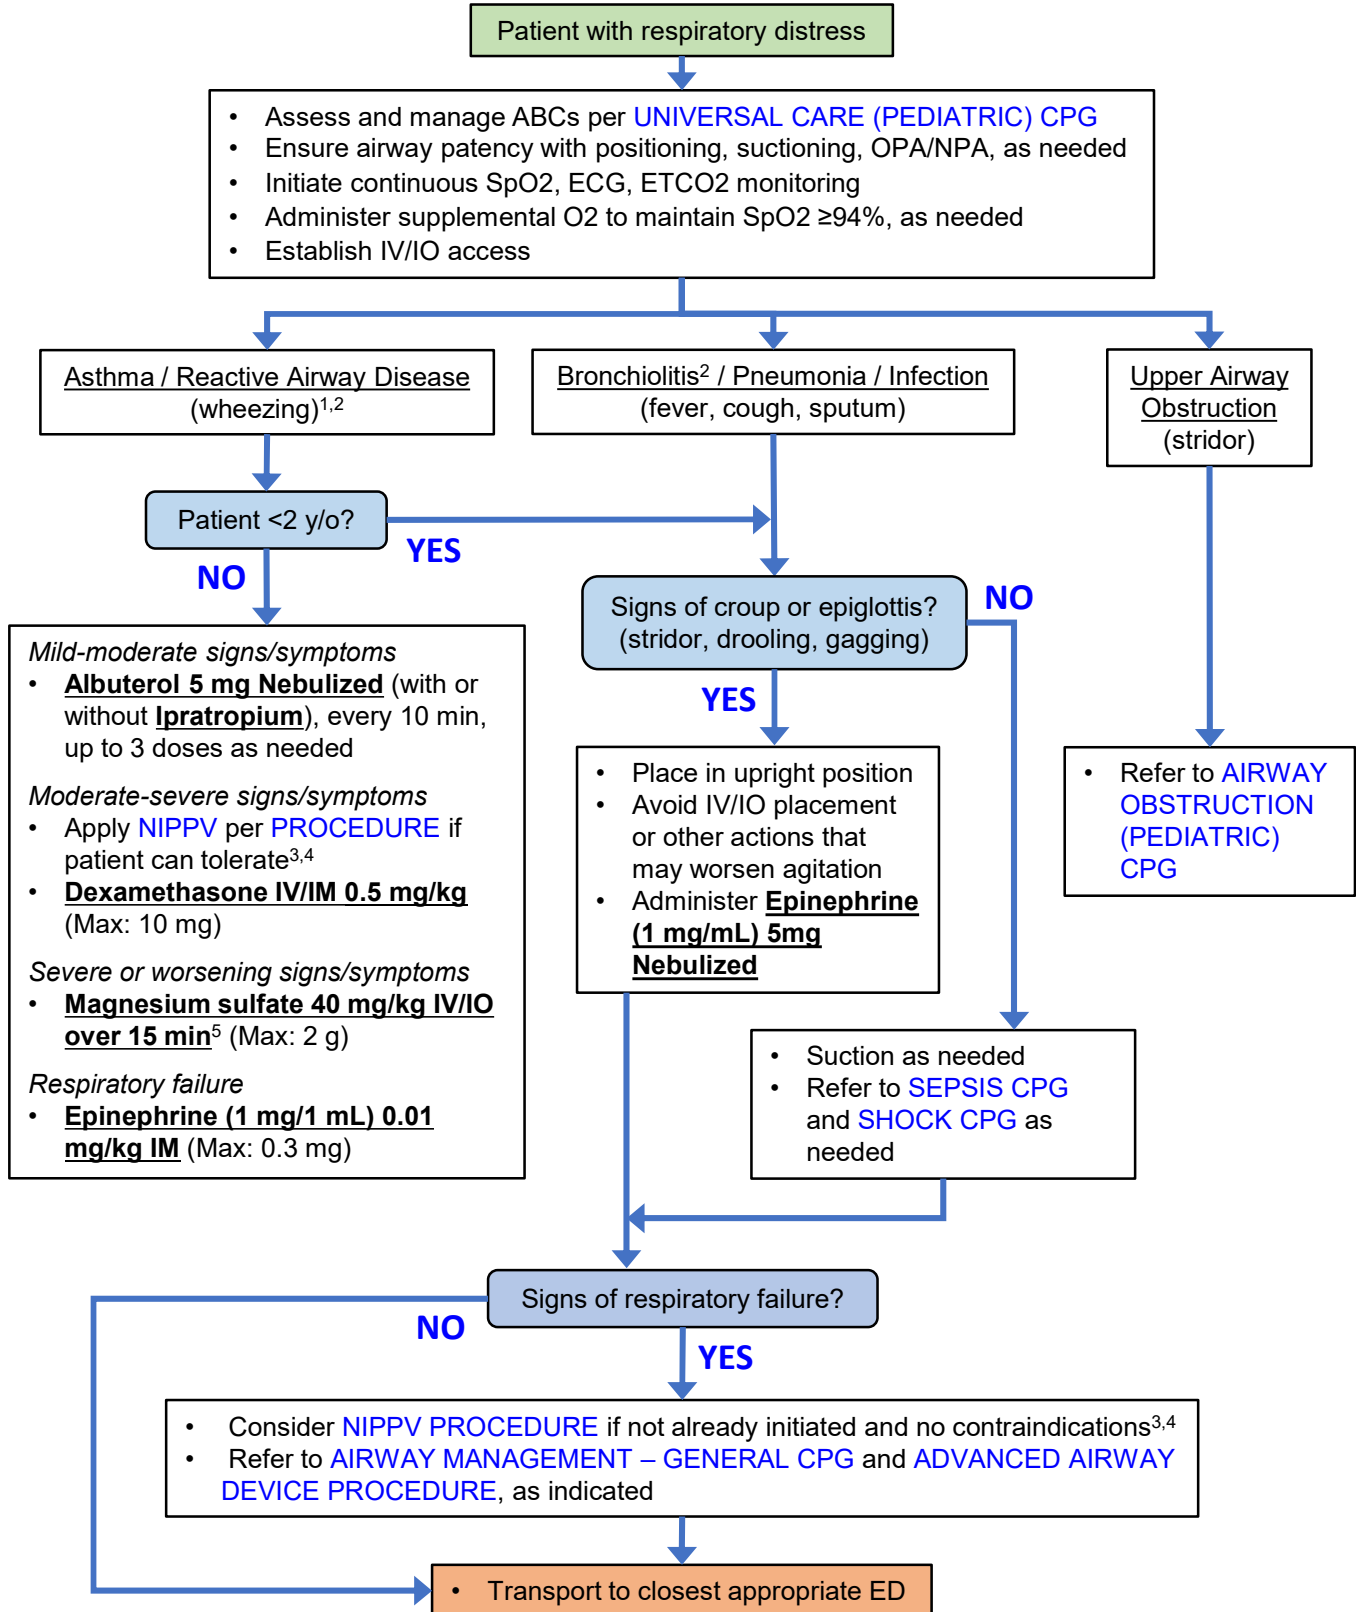 Patient with respiratory distress
• Assess and manage ABCs per UNIVERSAL CARE (PEDIATRIC) CPG
• Ensure airway patency with positioning, suctioning, OPA/NPA, as needed
• Initiate continuous SpO2, ECG, ETCO2 monitoring
• Administer supplemental O2 to maintain SpO2 ≥94%, as needed
• Establish IV/IO access
Asthma / Reactive Airway Disease
(wheezing)1,2
Bronchiolitis2 / Pneumonia / Infection
(fever, cough, sputum)
Upper Airway
Obstruction
(stridor)
Patient <2 y/o?
YES
NO
Signs of croup or epiglottis?
(stridor, drooling, gagging)
NO
YES
Mild-moderate signs/symptoms
• Albuterol 5 mg Nebulized (with or
without Ipratropium), every 10 min,
up to 3 doses as needed
Moderate-severe signs/symptoms
• Apply NIPPV per PROCEDURE if
patient can tolerate3,4
• Dexamethasone IV/IM 0.5 mg/kg
(Max: 10 mg)
Severe or worsening signs/symptoms
• Magnesium sulfate 40 mg/kg IV/IO
over 15 min5 (Max: 2 g)
Respiratory failure
• Epinephrine (1 mg/1 mL) 0.01
mg/kg IM (Max: 0.3 mg)
• Place in upright position
• Avoid IV/IO placement
or other actions that
may worsen agitation
• Administer Epinephrine
(1 mg/mL) 5mg
Nebulized
• Refer to AIRWAY
OBSTRUCTION
(PEDIATRIC)
CPG
• Suction as needed
• Refer to SEPSIS CPG
and SHOCK CPG as
needed
Signs of respiratory failure?
NO
YES
• Consider NIPPV PROCEDURE if not already initiated and no contraindications3,4
• Refer to AIRWAY MANAGEMENT – GENERAL CPG and ADVANCED AIRWAY
DEVICE PROCEDURE, as indicated
• Transport to closest appropriate ED